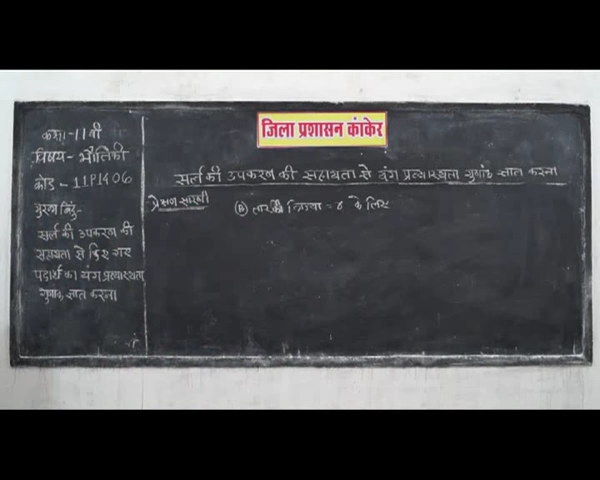 जिला प्रशासन कांकेर
कक्षा - 11वी
विषय - भौतिकी
कोड - 11P1406
मुख्य बिंदु -
सर्ल की उपकरण की
सहायता से दिए गए
पदार्थ का यंग प्रत्यास्थता
गुणांक ज्ञात करना
सर्ल की उपकरण की सहायता से यंग प्रत्यास्थता गुणांक ज्ञात करना
प्रेक्षण सारणी
तार की त्रिज्या = r के लिए